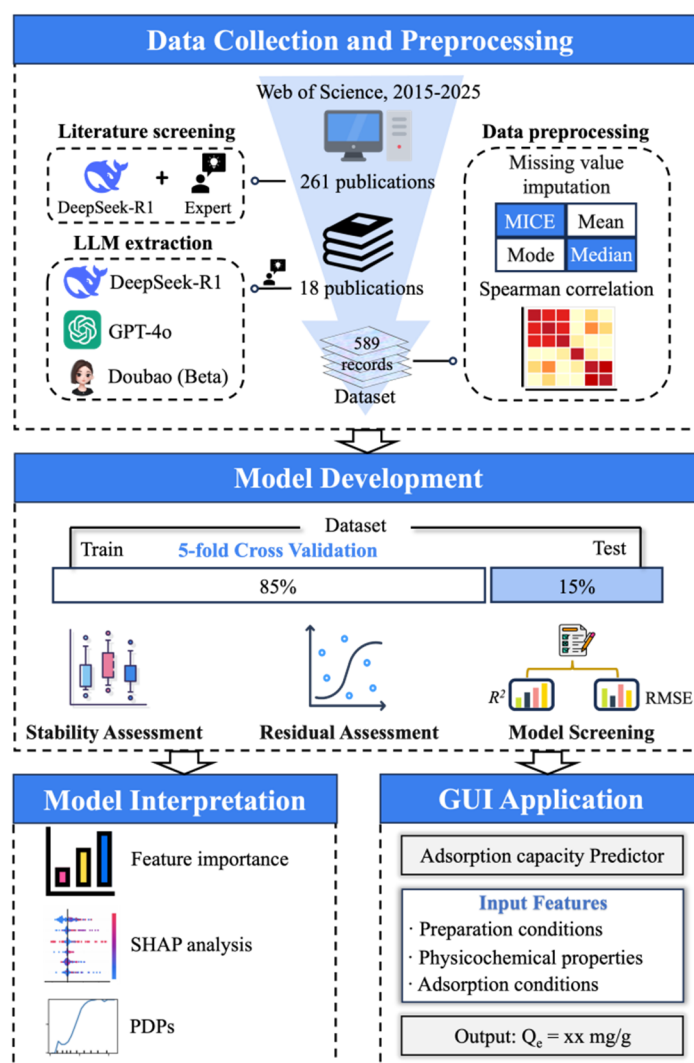 Data Collection and Preprocessing
Web of Science, 2015-2025
Literature screening
DeepSeek-R1
+
Expert
261 publications
LLM extraction
DeepSeek-R1
GPT-4o
Doubao (Beta)
18 publications
589
records
Dataset
Data preprocessing
Missing value
imputation
MICE
Mean
Mode
Median
Spearman correlation
Model Development
Dataset
Train
5-fold Cross Validation
Test
85%
15%
R²
RMSE
Stability Assessment
Residual Assessment
Model Screening
Model Interpretation
Feature importance
SHAP analysis
PDPs
GUI Application
Adsorption capacity Predictor
Input Features
· Preparation conditions
· Physicochemical properties
· Adsorption conditions
Output: Qₑ = xx mg/g